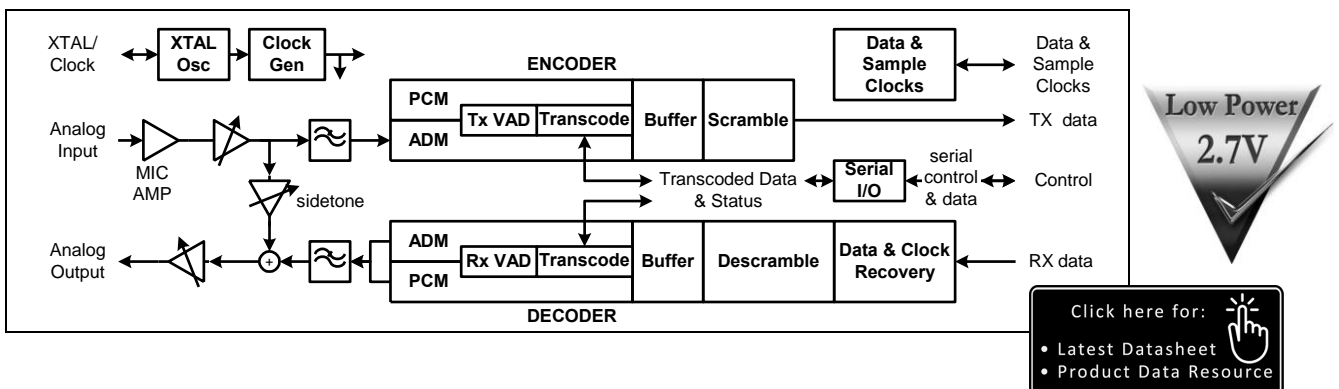 XTAL/
Clock
XTAL
Osc
Clock
Gen
ENCODER
Data &
Sample
Clocks
Data &
Sample
Clocks
Analog
Input
MIC
AMP
PCM
ADM
Tx VAD
Transcode
Buffer
Scramble
TX data
sidetone
Transcoded Data
& Status
Serial
I/O
serial
control
& data
Control
Analog
Output
+
ADM
PCM
Rx VAD
Transcode
Buffer
Descramble
Data & Clock
Recovery
RX data
DECODER
Low Power
2.7V
Click here for:
• Latest Datasheet
• Product Data Resource